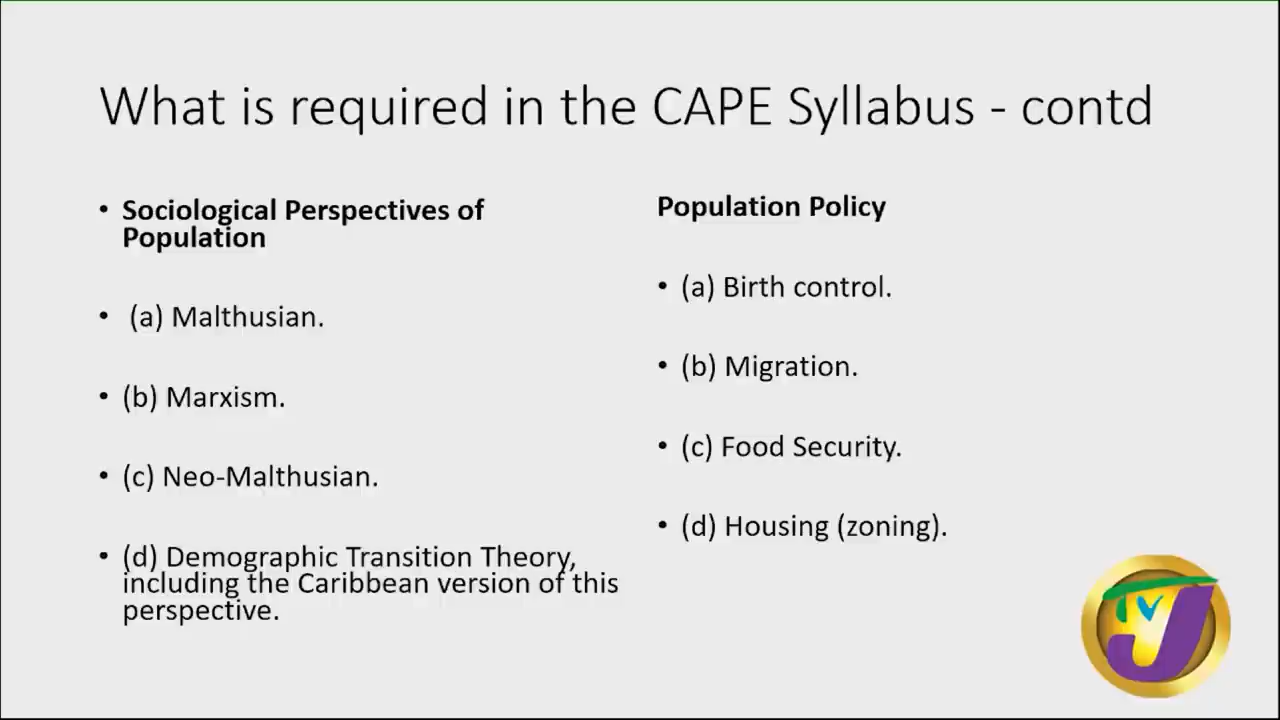 What is required in the CAPE Syllabus - contd
• Sociological Perspectives of
Population
• (a) Malthusian.
• (b) Marxism.
• (c) Neo-Malthusian.
• (d) Demographic Transition Theory,
including the Caribbean version of this
perspective.
Population Policy
• (a) Birth control.
• (b) Migration.
• (c) Food Security.
• (d) Housing (zoning).
TVJ